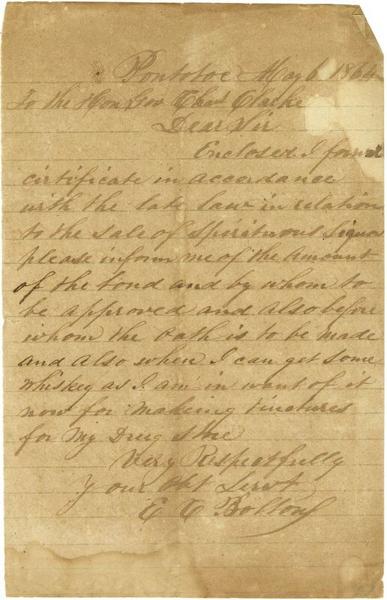 Pontotoc May 6 1864
To the Hon Gov Chas Clarke
Dear Sir
Enclosed I forward
cirtificate in accordance
with the late law in relation
to the sale of Spirituous Liquors
please inform me of the Amount
of the bond and by whom to
be approved and also before
whom the Oath is to be made
and Also when I can get some
Whiskey as I am in want of it
now for making tinctures
for My Drug Store
Very Respectfully
Your Obt Servt
E C Bolton